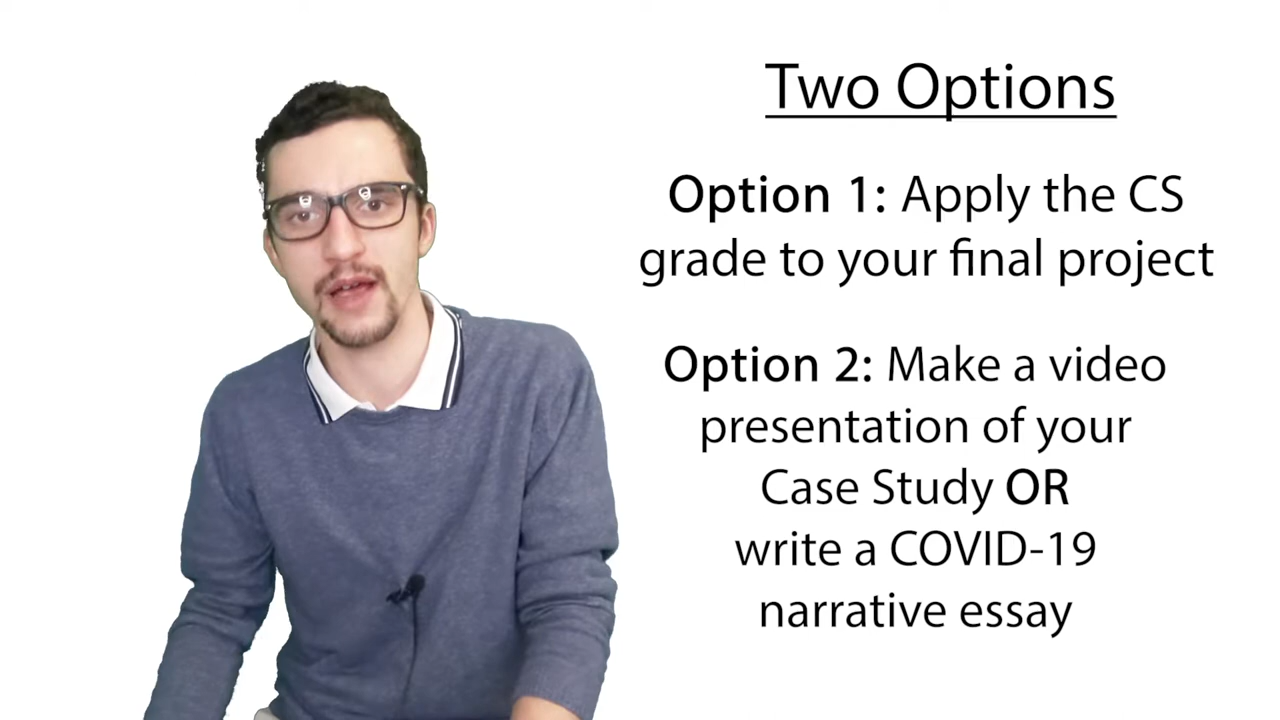 Two Options
Option 1: Apply the CS
grade to your final project
Option 2: Make a video
presentation of your
Case Study OR
write a COVID-19
narrative essay